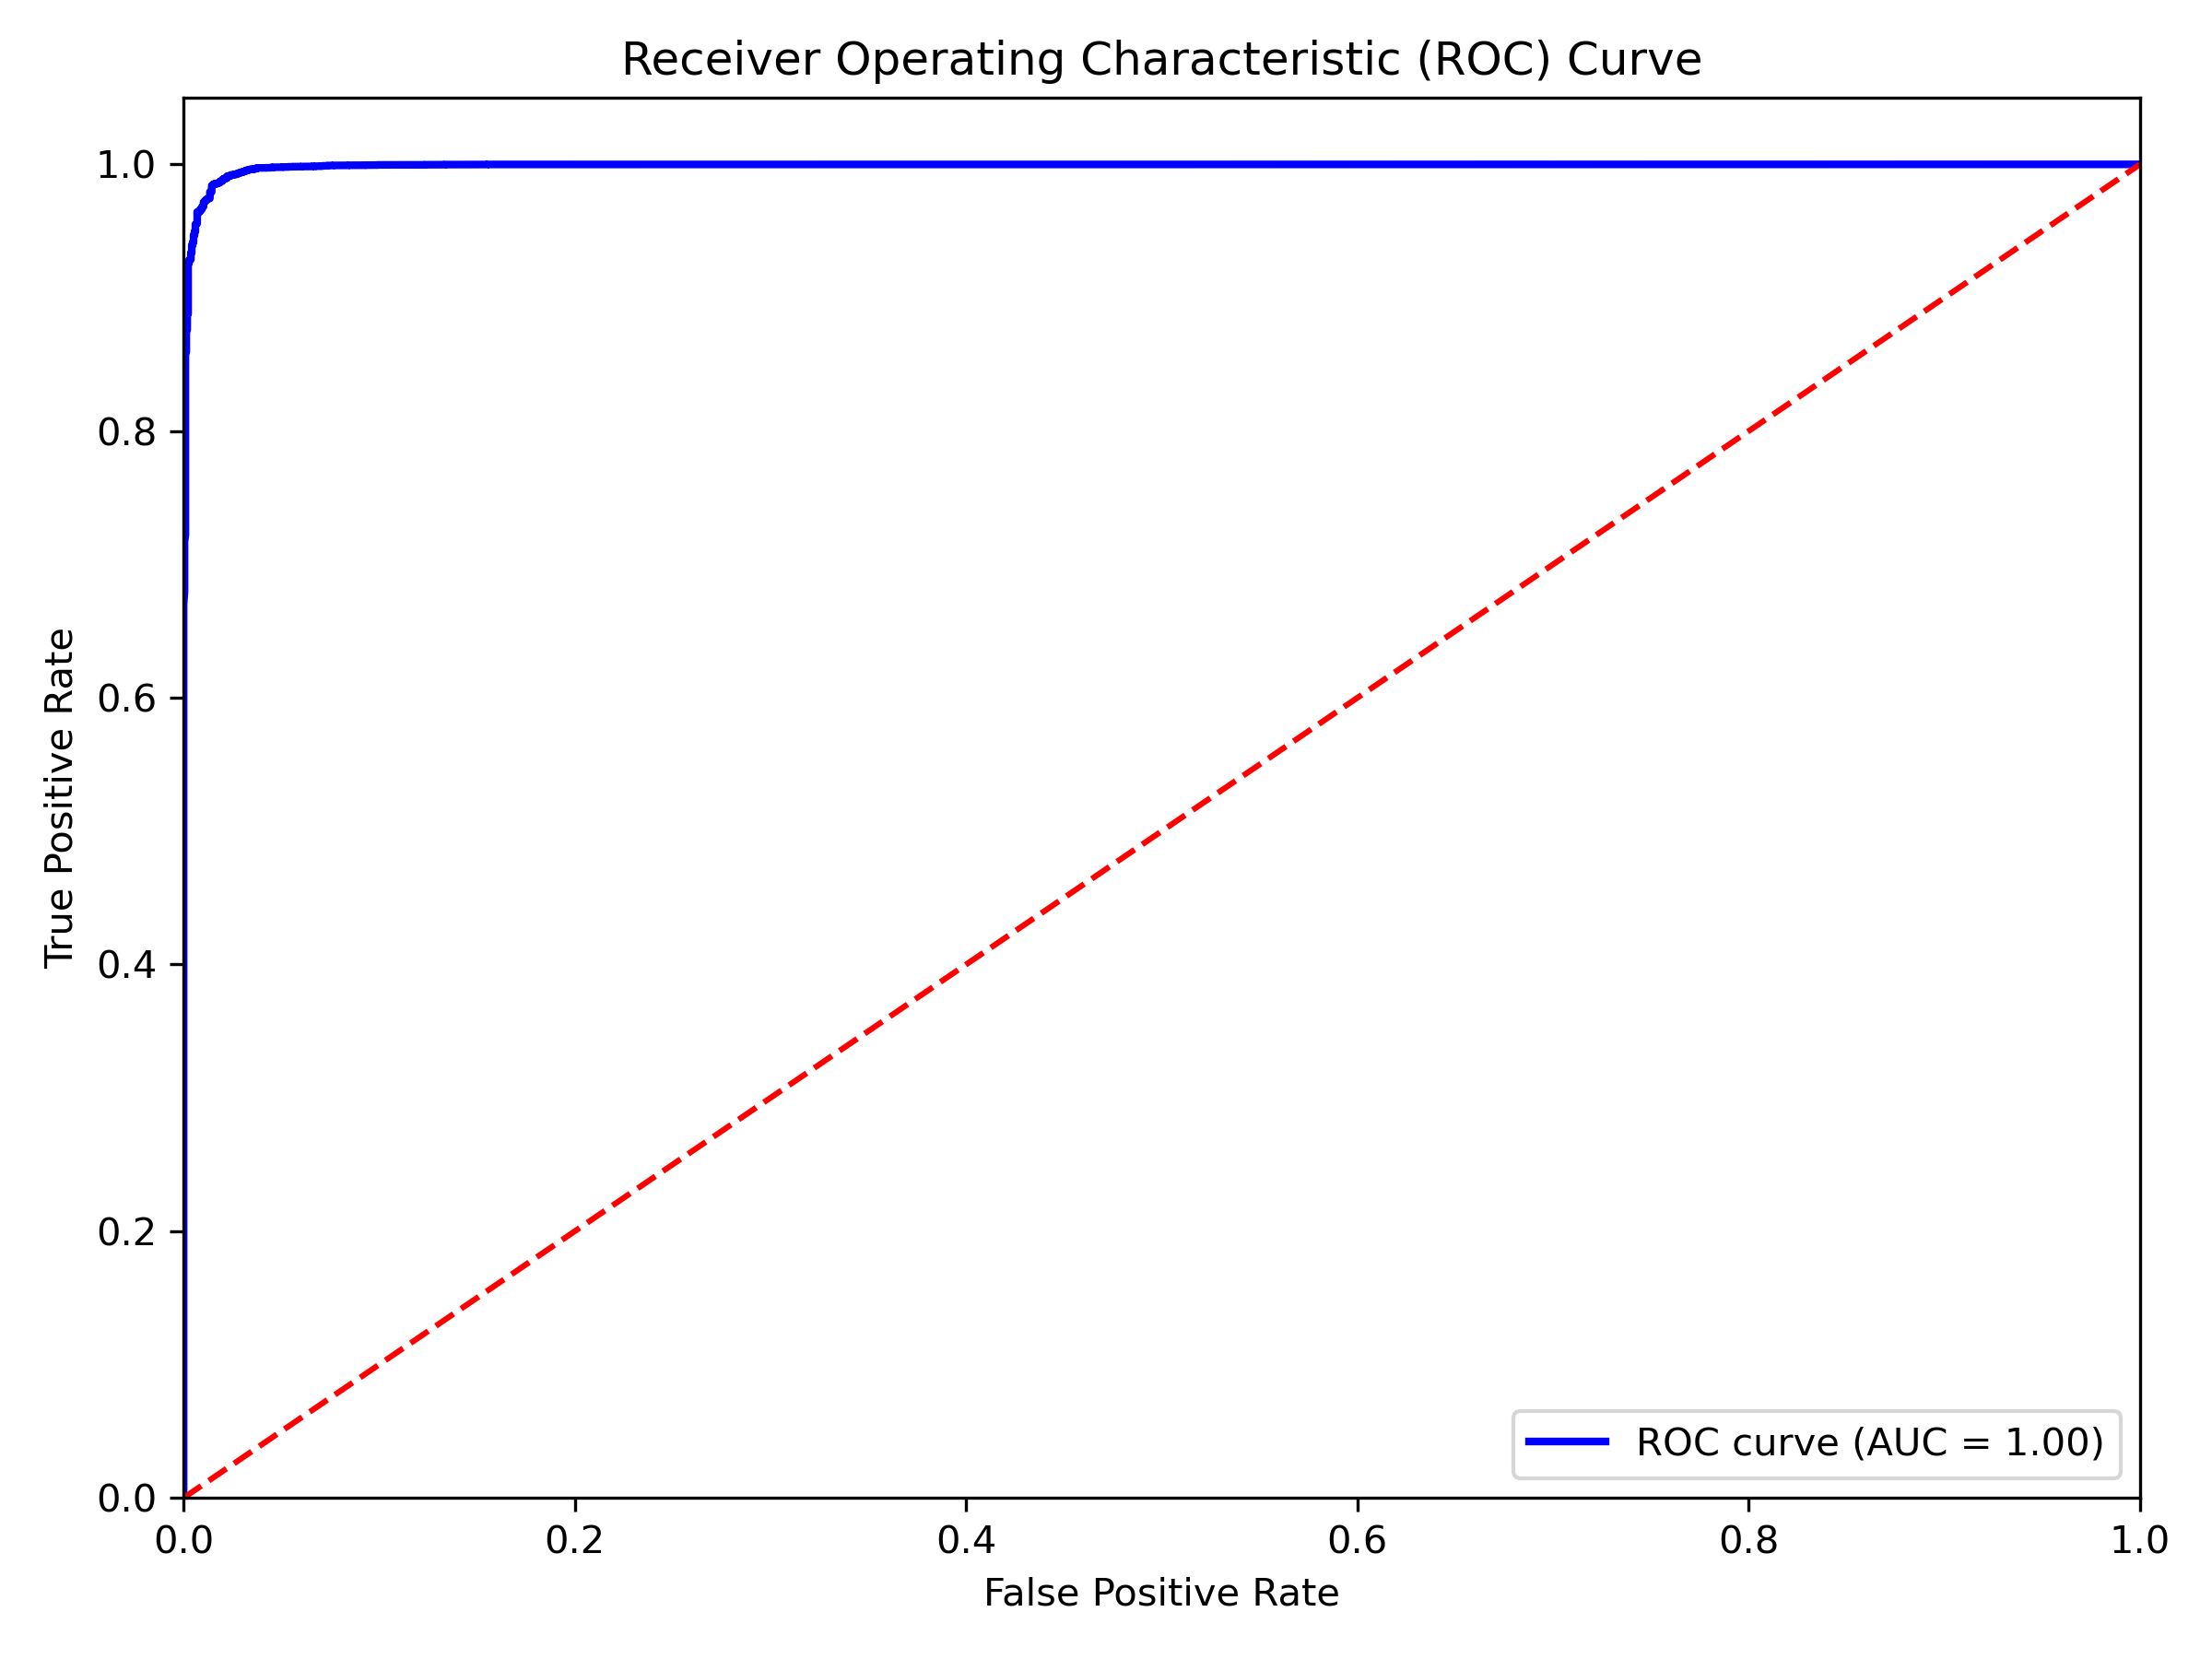 Receiver Operating Characteristic (ROC) Curve
1.0
0.8
0.6
0.4
0.2
0.0
True Positive Rate
ROC curve (AUC = 1.00)
0.0 0.2 0.4 0.6 0.8 1.0
False Positive Rate